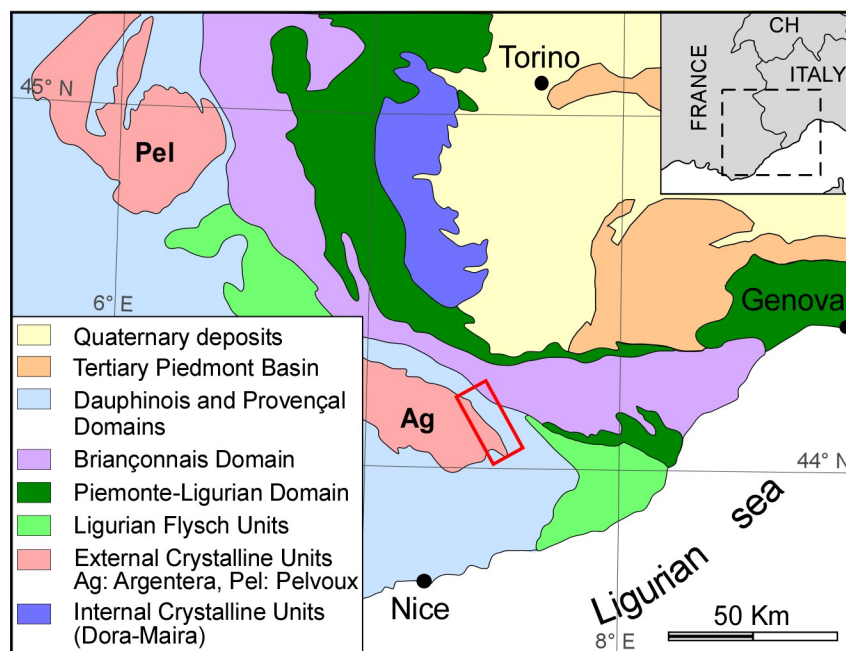 CH
Torino
ITALY
FRANCE
45° N
Pel
6° E
Genova
Quaternary deposits
Tertiary Piedmont Basin
Dauphinois and Provençal
Domains
Briançonnais Domain
Piemonte-Ligurian Domain
Ligurian Flysch Units
External Crystalline Units
Ag: Argentera, Pel: Pelvoux
Internal Crystalline Units
(Dora-Maira)
Ag
44° N
Ligurian sea
Nice
8° E
50 Km